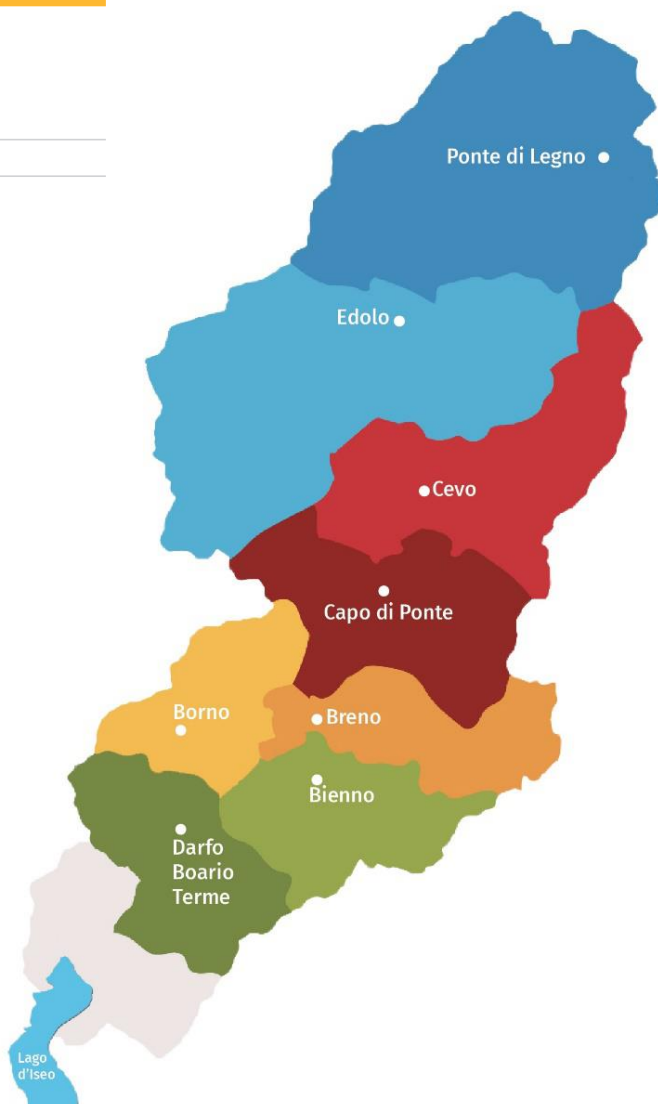 Ponte di Legno
Edolo
Cevo
Capo di Ponte
Borno
Breno
Bienno
Darfo
Boario
Terme
Lago
d'Iseo